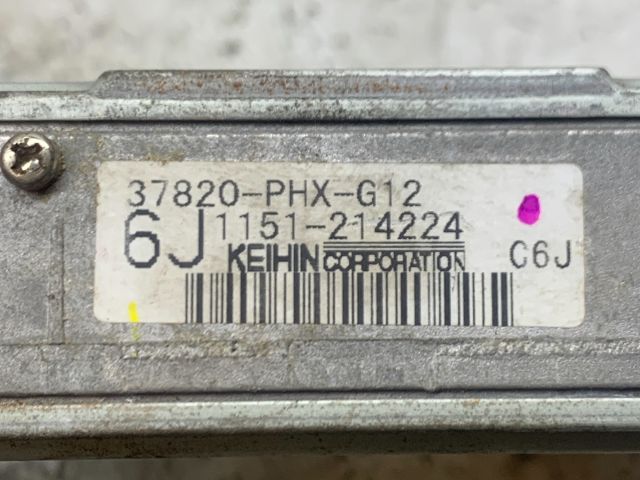 37820-PHX-G12
6J 1151-214224
KEIHIN CORPORATION C6J